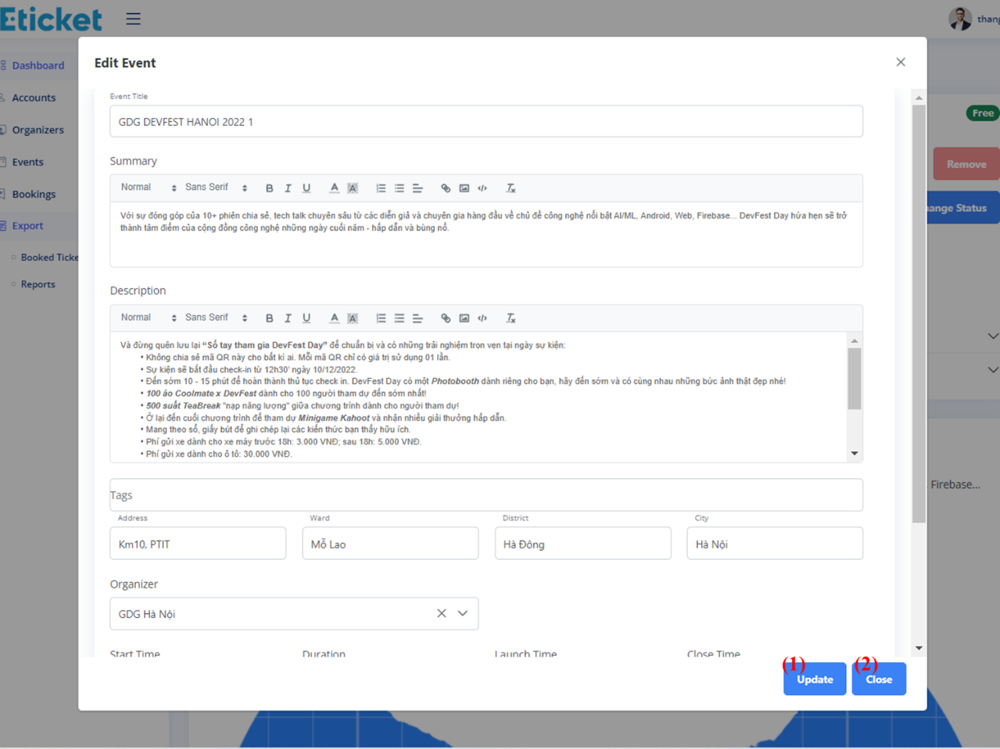 Eticket
thang
Dashboard
Accounts
Organizers
Events
Bookings
Export
Booked Ticke
Reports
Free
Remove
hange Status
Firebase...
Edit Event
Event Title
GDG DEVFEST HANOI 2022 1
Summary
Normal Sans Serif B I U A A Tx
Với sự đóng góp của 10+ phiên chia sẻ, tech talk chuyên sâu từ các diễn giả và chuyên gia hàng đầu về chủ đề công nghệ nổi bật AI/ML, Android, Web, Firebase... DevFest Day hứa hẹn sẽ trở
thành tâm điểm của cộng đồng công nghệ những ngày cuối năm - hấp dẫn và bùng nổ.
Description
Normal Sans Serif B I U A A Tx
Và đừng quên lưu lại “Sổ tay tham gia DevFest Day” để chuẩn bị và có những trải nghiệm trọn vẹn tại ngày sự kiện:
• Không chia sẻ mã QR này cho bất kì ai. Mỗi mã QR chỉ có giá trị sử dụng 01 lần.
• Sự kiện sẽ bắt đầu check-in từ 12h30' ngày 10/12/2022.
• Đến sớm 10 - 15 phút để hoàn thành thủ tục check in. DevFest Day có một Photobooth dành riêng cho bạn, hãy đến sớm và có cùng nhau những bức ảnh thật đẹp nhé!
• 100 áo Coolmate x DevFest dành cho 100 người tham dự đến sớm nhất!
• 500 suất TeaBreak "nạp năng lượng" giữa chương trình dành cho người tham dự!
• Ở lại đến cuối chương trình để tham dự Minigame Kahoot và nhận nhiều giải thưởng hấp dẫn.
• Mang theo sổ, giấy bút để ghi chép lại các kiến thức bạn thấy hữu ích.
• Phí gửi xe dành cho xe máy trước 18h: 3.000 VNĐ; sau 18h: 5.000 VNĐ.
• Phí gửi xe dành cho ô tô: 30.000 VNĐ.
Tags
Address Ward District City
Km10, PTIT Mỗ Lao Hà Đông Hà Nội
Organizer
GDG Hà Nội
Start Time Duration Launch Time Close Time
(1) (2)
Update Close